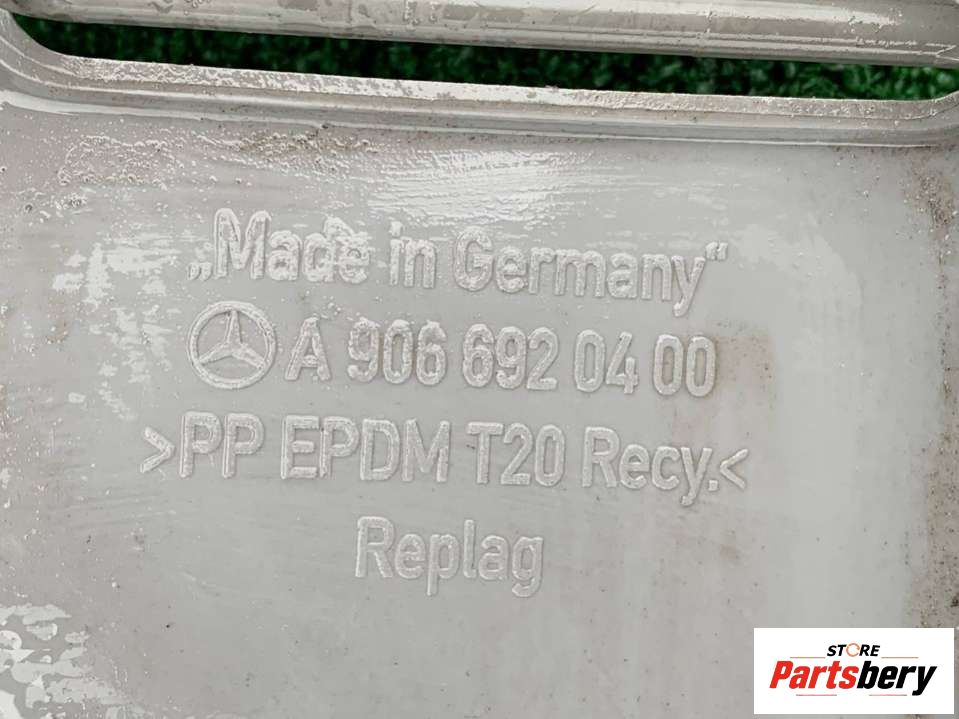 „Made in Germany“
A 906 692 04 00
>PP EPDM T20 Recy.<
Replag
STORE
Partsbery